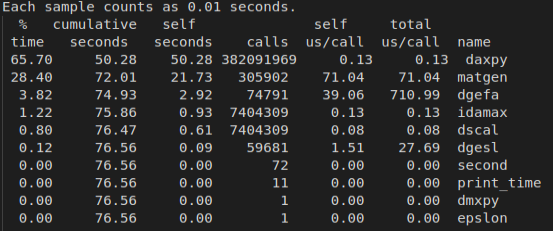 Each sample counts as 0.01 seconds.
  %   cumulative   self              self     total
 time   seconds   seconds    calls  us/call  us/call  name
 65.70     50.28    50.28 382091969     0.13     0.13  daxpy
 28.40     72.01    21.73   305902    71.04    71.04  matgen
  3.82     74.93     2.92    74791    39.06   710.99  dgefa
  1.22     75.86     0.93  7404309     0.13     0.13  idamax
  0.80     76.47     0.61  7404309     0.08     0.08  dscal
  0.12     76.56     0.09    59681     1.51    27.69  dgesl
  0.00     76.56     0.00       72     0.00     0.00  second
  0.00     76.56     0.00       11     0.00     0.00  print_time
  0.00     76.56     0.00        1     0.00     0.00  dmxpy
  0.00     76.56     0.00        1     0.00     0.00  epslon